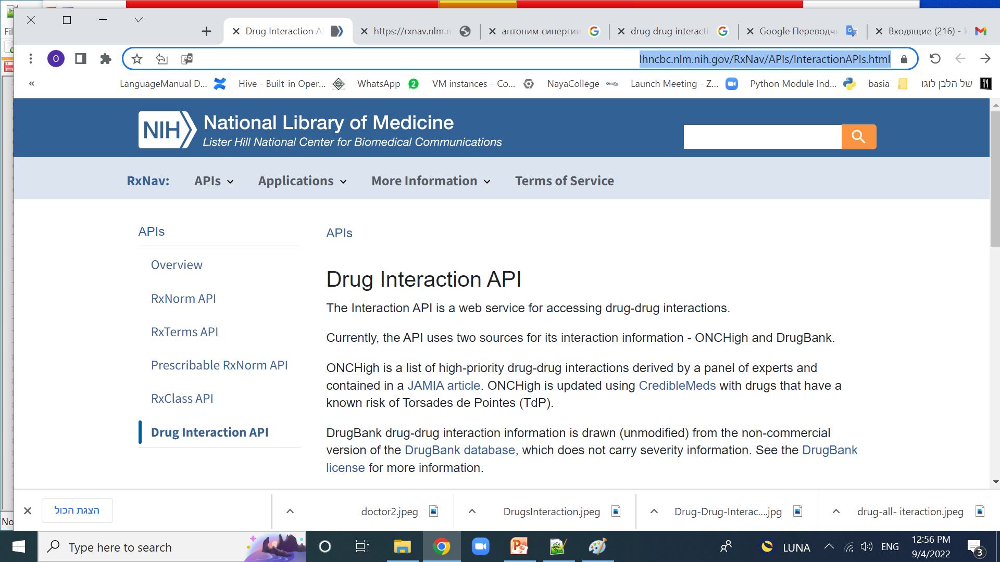 Fil
Drug Interaction A
https://rxnav.nlm.n
антоним синергии
drug drug interacti
Google Переводчи
Входящие (216) - k
O
lhncbc.nlm.nih.gov/RxNav/APIs/InteractionAPIs.html
«
LanguageManual D...
Hive - Built-in Oper...
WhatsApp
2
VM instances – Co...
NayaCollege
Launch Meeting - Z...
Python Module Ind...
basia
של הלבן לוגו
NIH
National Library of Medicine
Lister Hill National Center for Biomedical Communications
RxNav:
APIs
Applications
More Information
Terms of Service
APIs
Overview
RxNorm API
RxTerms API
Prescribable RxNorm API
RxClass API
Drug Interaction API
APIs
Drug Interaction API
The Interaction API is a web service for accessing drug-drug interactions.
Currently, the API uses two sources for its interaction information - ONCHigh and DrugBank.
ONCHigh is a list of high-priority drug-drug interactions derived by a panel of experts and
contained in a JAMIA article. ONCHigh is updated using CredibleMeds with drugs that have a
known risk of Torsades de Pointes (TdP).
DrugBank drug-drug interaction information is drawn (unmodified) from the non-commercial
version of the DrugBank database, which does not carry severity information. See the DrugBank
license for more information.
הצגת הכול
doctor2.jpeg
DrugsInteraction.jpeg
Drug-Drug-Interac....jpg
drug-all- iteraction.jpeg
No
Type here to search
LUNA
ENG
12:56 PM
9/4/2022
3